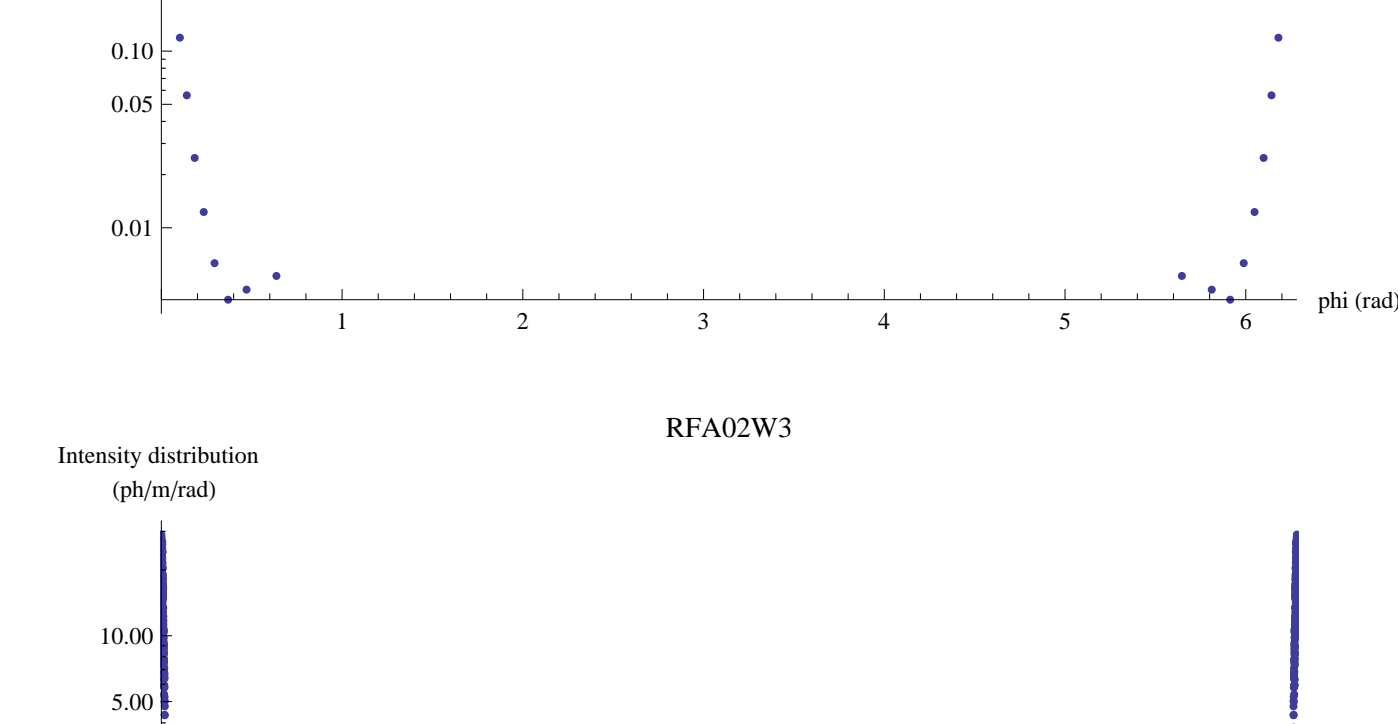 0.10
0.05
0.01
1 2 3 4 5 6 phi (rad)
RFA02W3
Intensity distribution
(ph/m/rad)
10.00
5.00